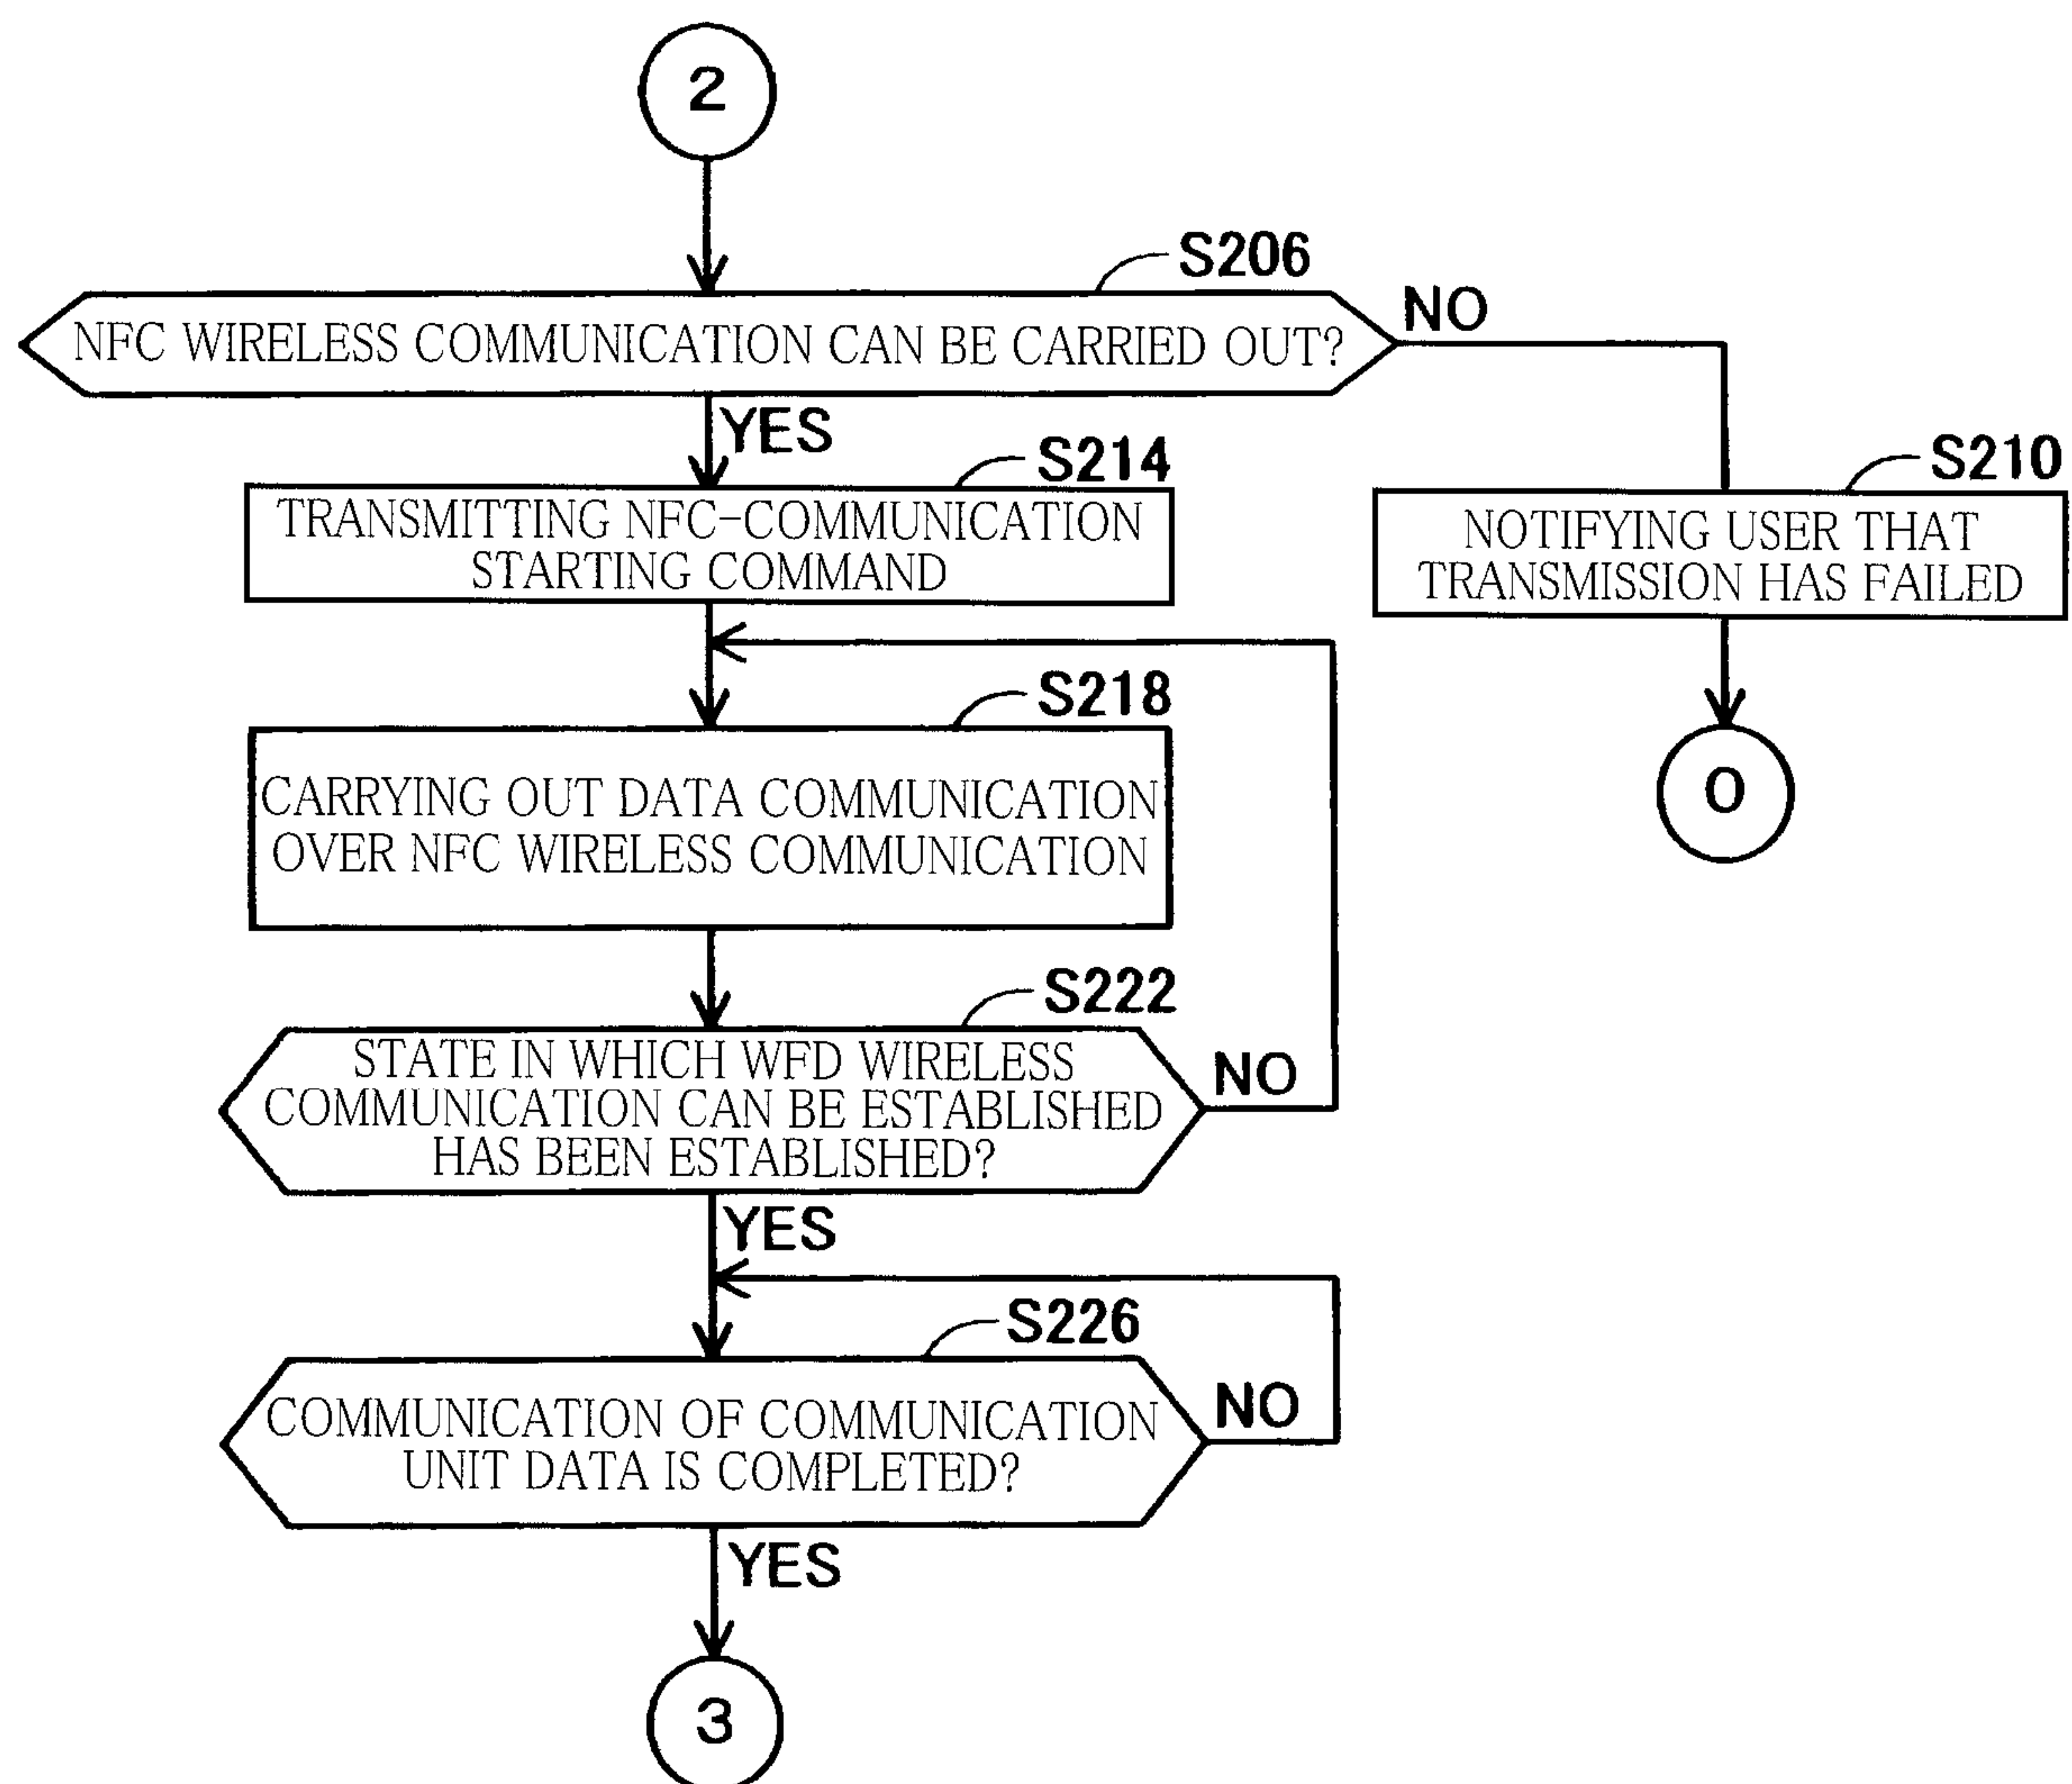 2
S206
NFC WIRELESS COMMUNICATION CAN BE CARRIED OUT?
NO
YES
S214
TRANSMITTING NFC-COMMUNICATION
STARTING COMMAND
S210
NOTIFYING USER THAT
TRANSMISSION HAS FAILED
0
S218
CARRYING OUT DATA COMMUNICATION
OVER NFC WIRELESS COMMUNICATION
S222
STATE IN WHICH WFD WIRELESS
COMMUNICATION CAN BE ESTABLISHED
HAS BEEN ESTABLISHED?
NO
YES
S226
COMMUNICATION OF COMMUNICATION
UNIT DATA IS COMPLETED?
NO
YES
3